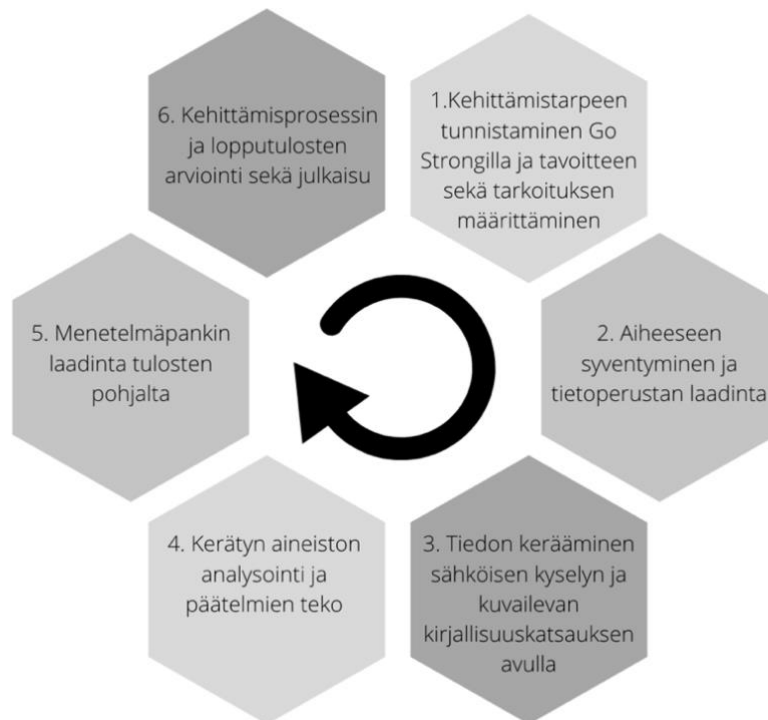 1.Kehittämistarpeen
tunnistaminen Go
Strongilla ja tavoitteen
sekä tarkoituksen
määrittäminen
2. Aiheeseen
syventyminen ja
tietoperustan laadinta
3. Tiedon kerääminen
sähköisen kyselyn ja
kuvailevan
kirjallisuuskatsauksen
avulla
4. Kerätyn aineiston
analysointi ja
päätelmien teko
5. Menetelmäpankin
laadinta tulosten
pohjalta
6. Kehittämisprosessin
ja lopputulosten
arviointi sekä julkaisu